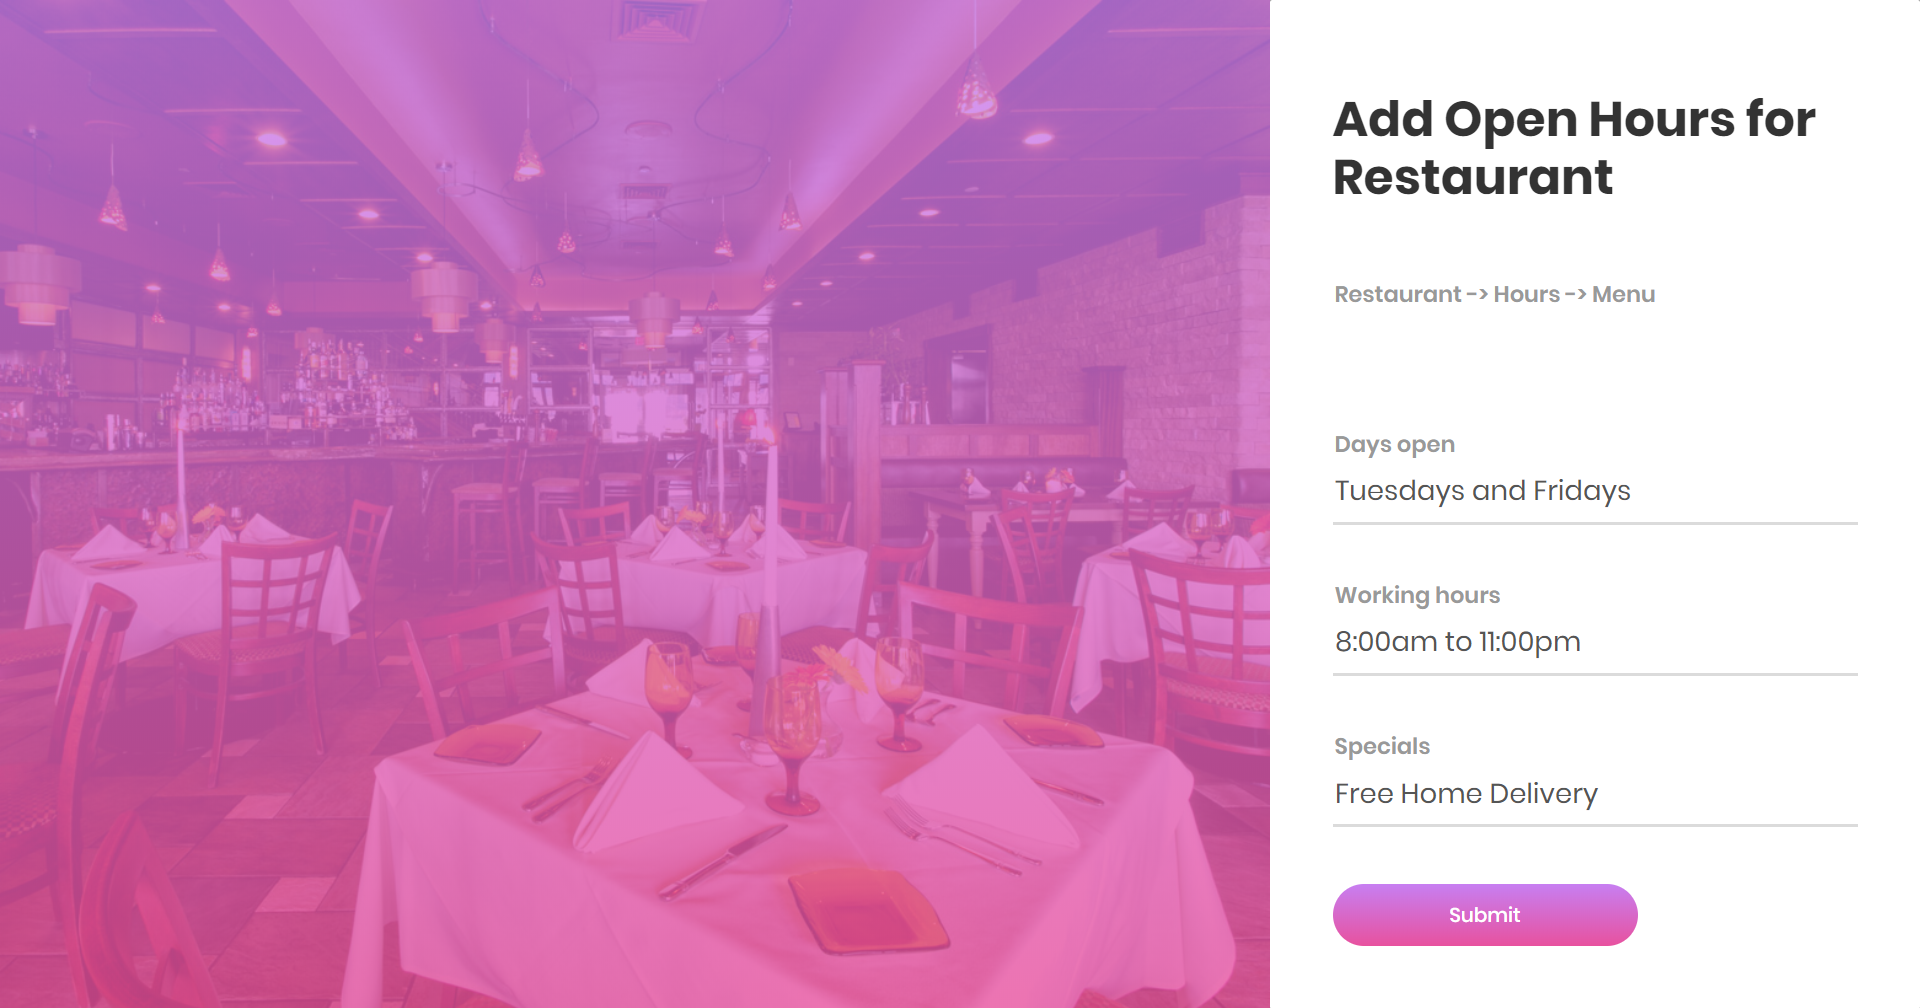 Add Open Hours for
Restaurant
Restaurant -> Hours -> Menu
Days open
Tuesdays and Fridays
Working hours
8:00am to 11:00pm
Specials
Free Home Delivery
Submit